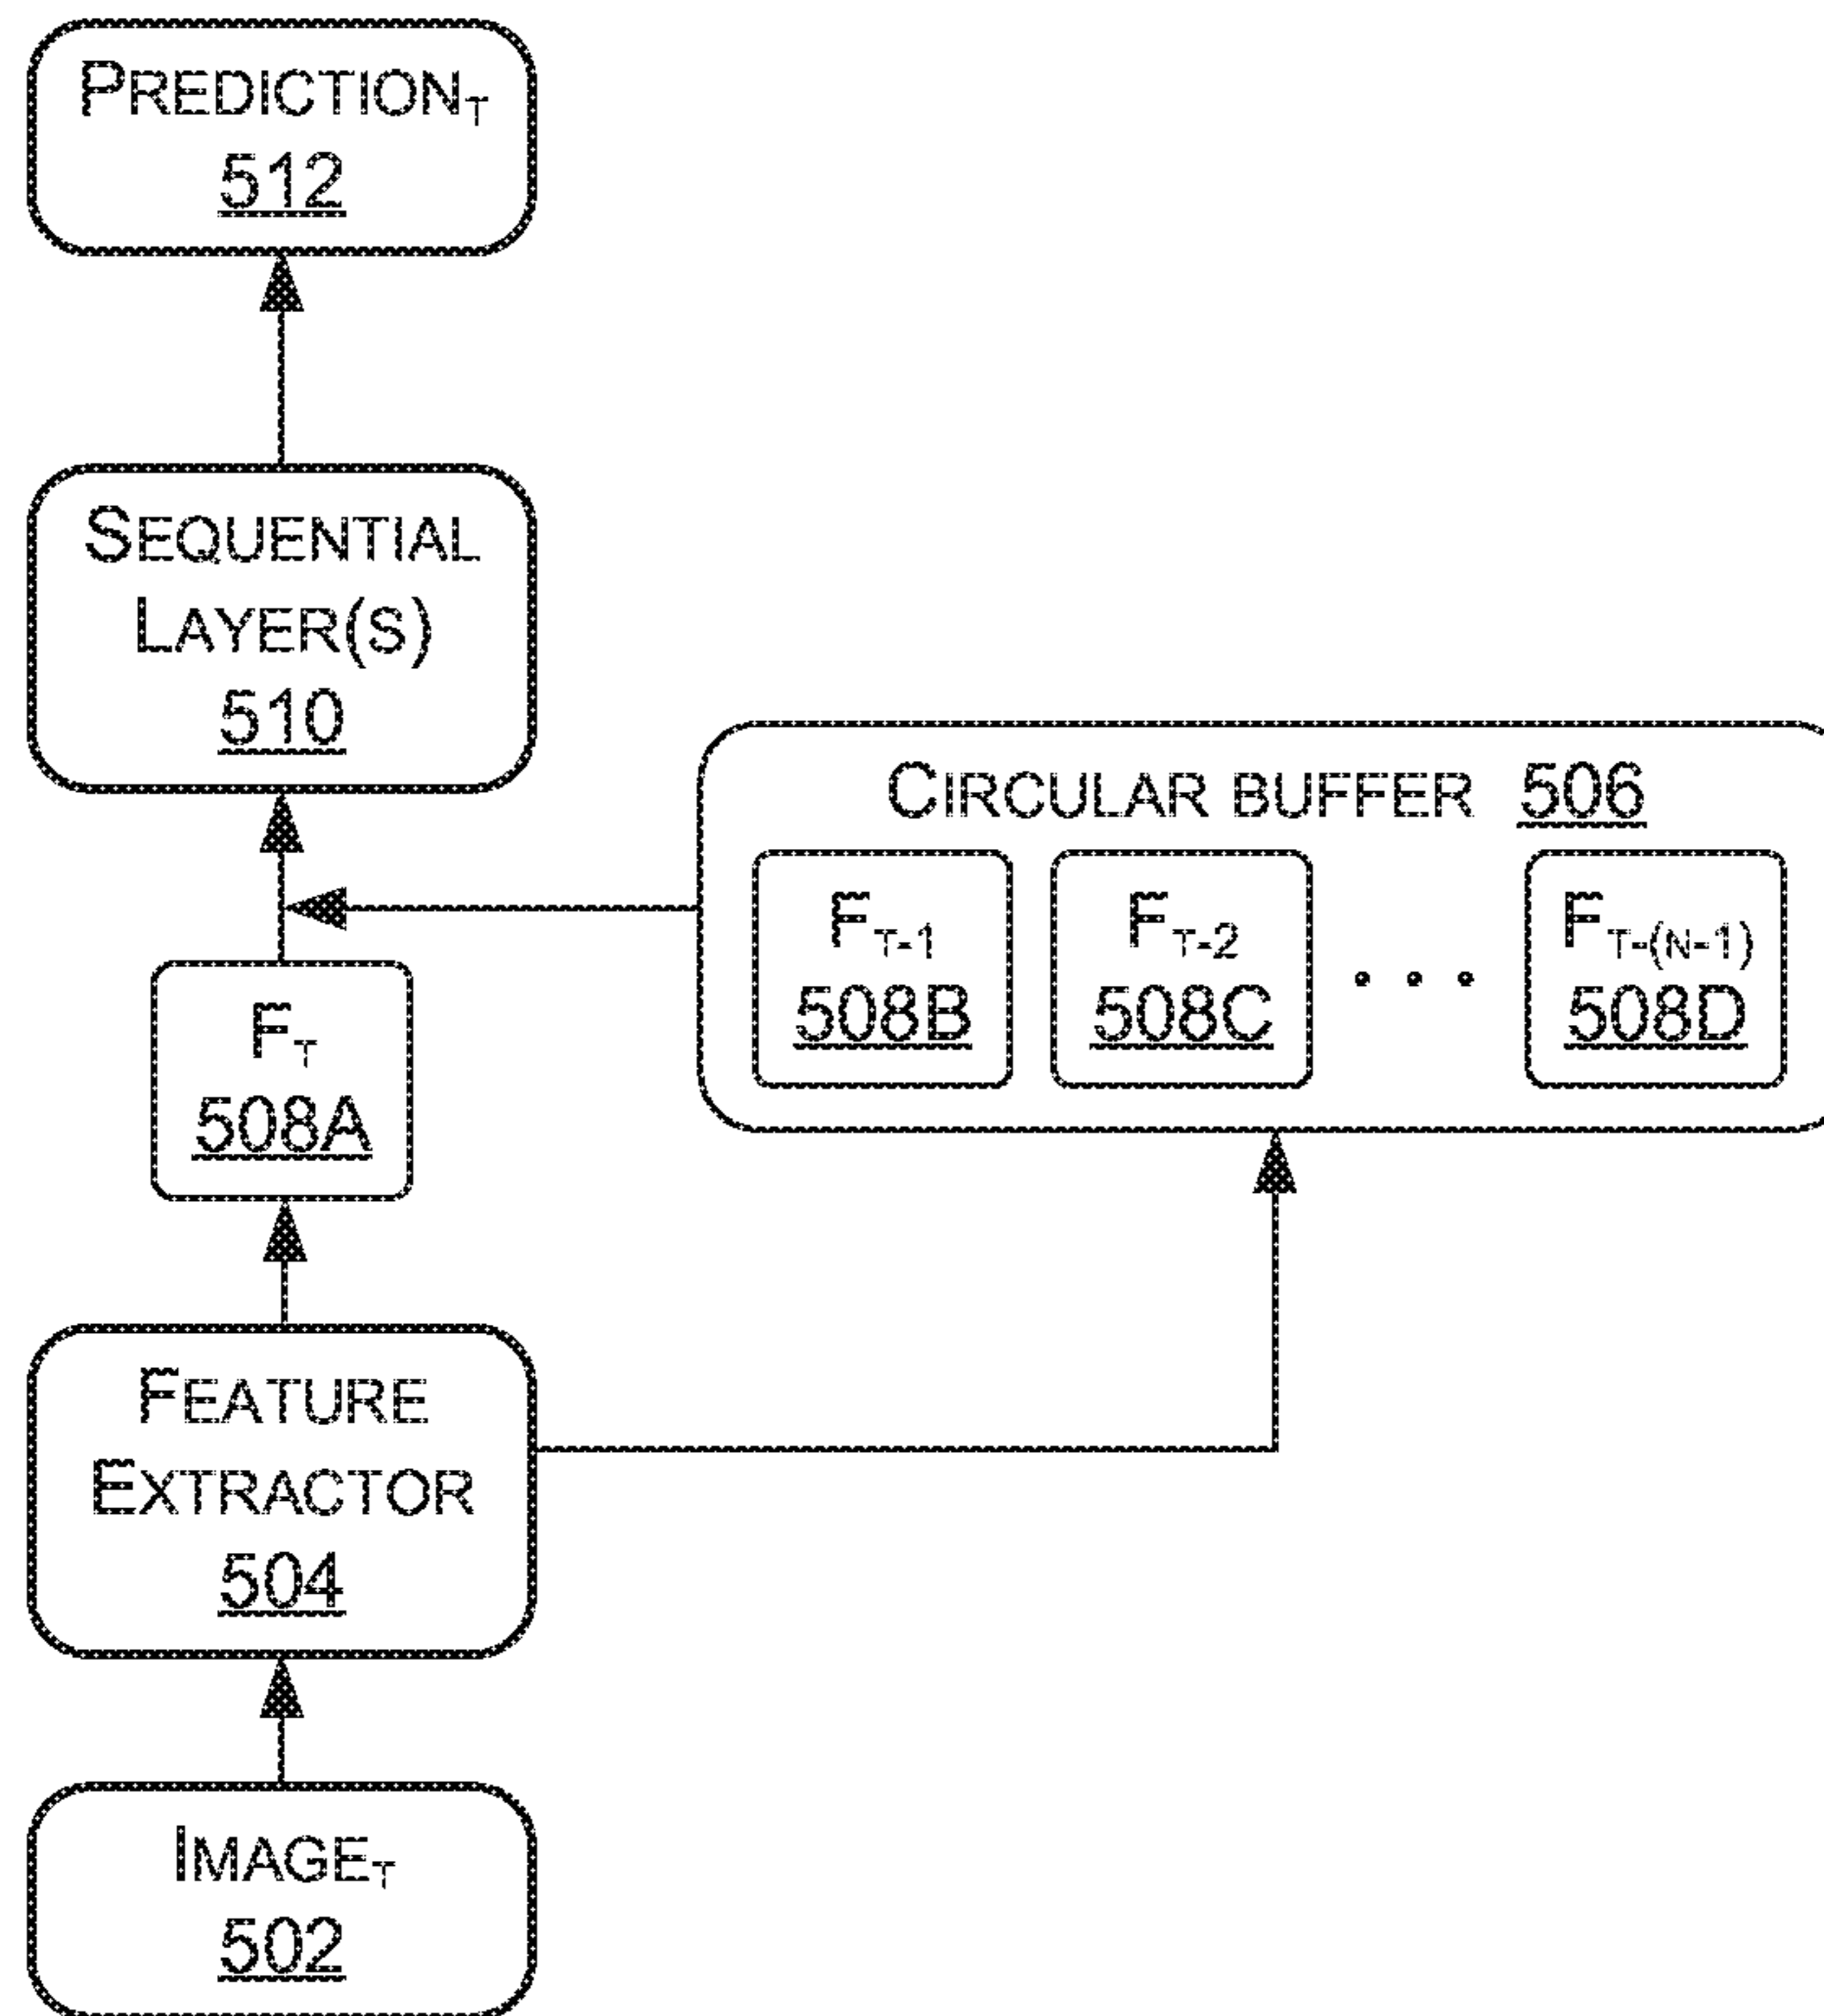 PREDICTIONT
512
SEQUENTIAL
LAYER(S)
510
CIRCULAR BUFFER 506
FT-1
508B
FT-2
508C
. . .
FT-(N-1)
508D
FT
508A
FEATURE
EXTRACTOR
504
IMAGET
502